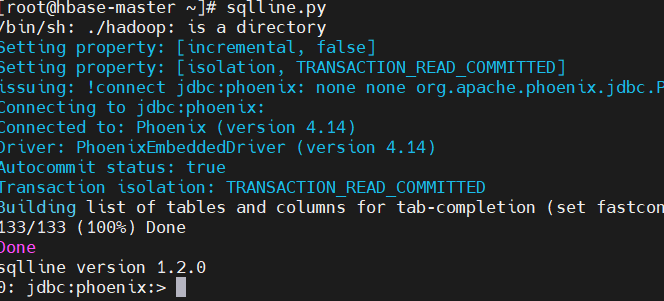 [root@hbase-master ~]# sqlline.py
/bin/sh: ./hadoop: is a directory
Setting property: [incremental, false]
Setting property: [isolation, TRANSACTION_READ_COMMITTED]
issuing: !connect jdbc:phoenix: none none org.apache.phoenix.jdbc.P
Connecting to jdbc:phoenix:
Connected to: Phoenix (version 4.14)
Driver: PhoenixEmbeddedDriver (version 4.14)
Autocommit status: true
Transaction isolation: TRANSACTION_READ_COMMITTED
Building list of tables and columns for tab-completion (set fastcon
133/133 (100%) Done
Done
sqlline version 1.2.0
0: jdbc:phoenix:>